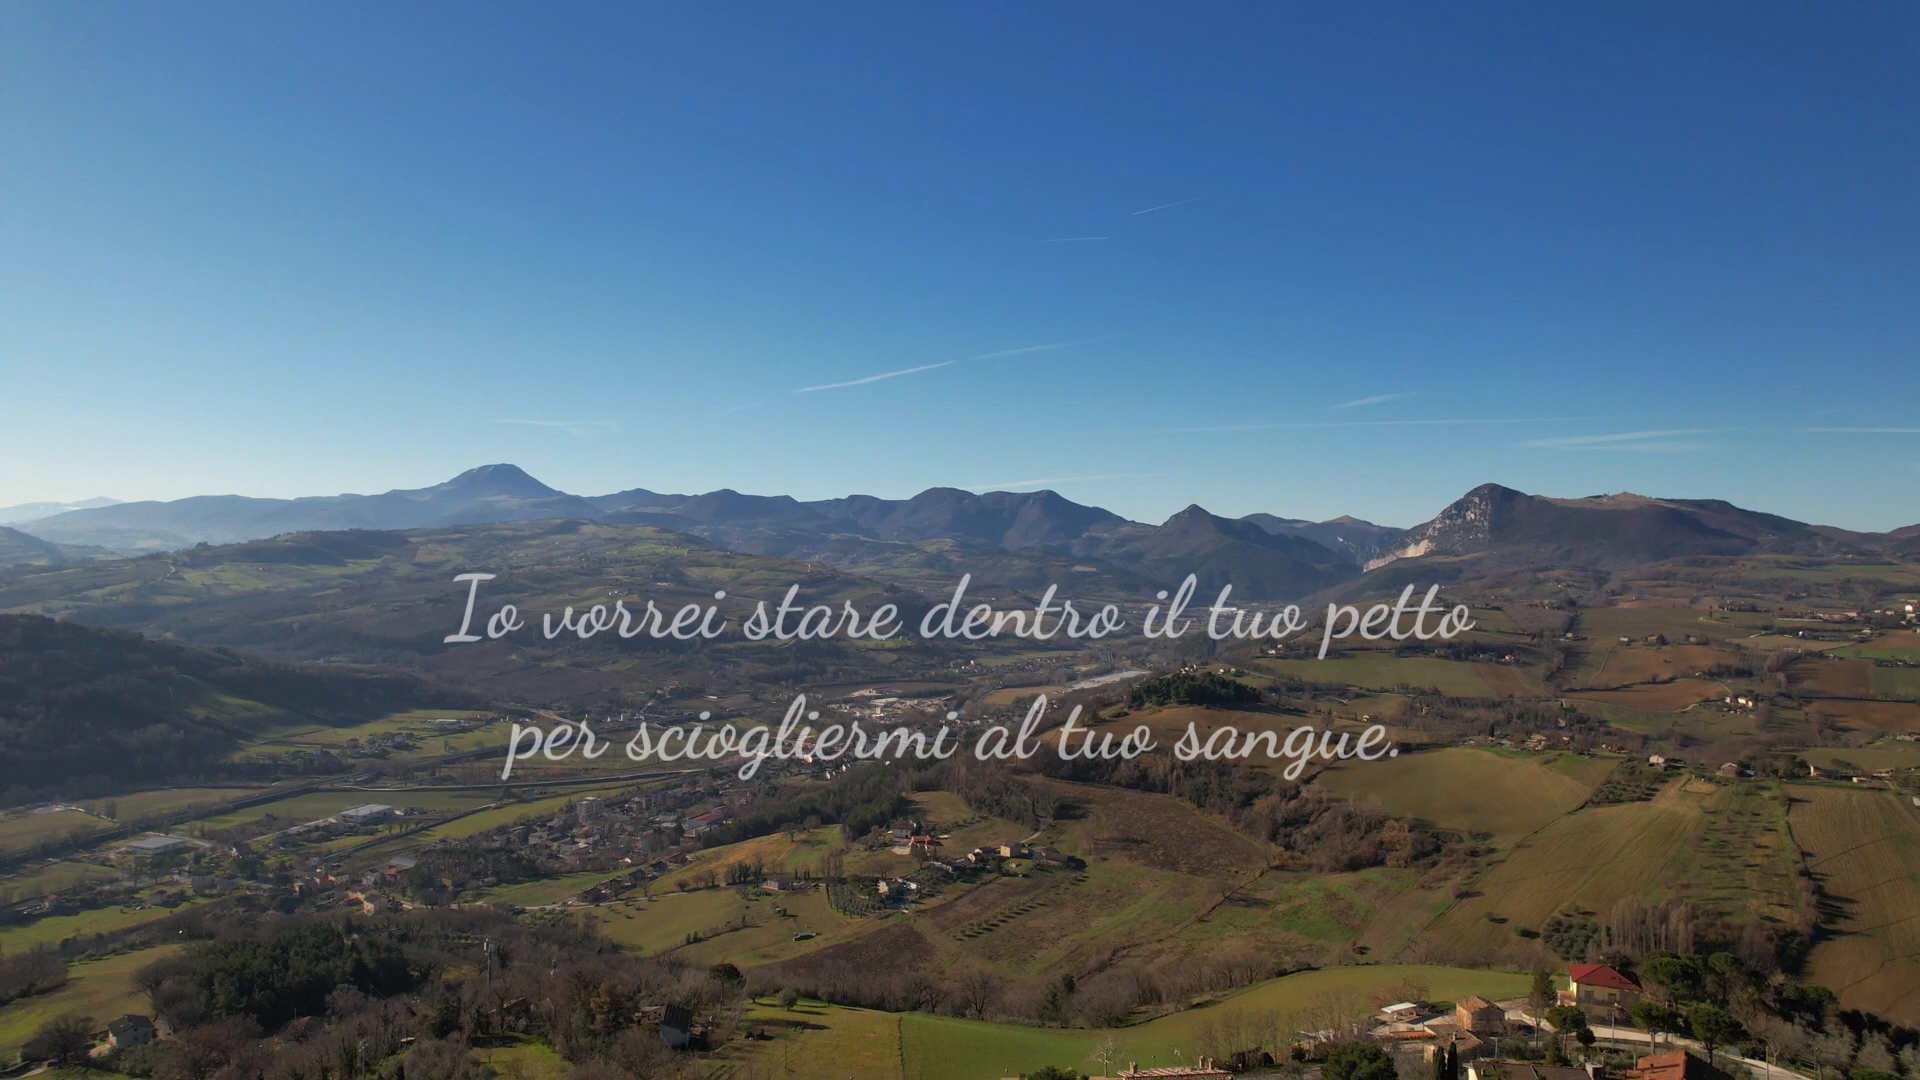 Io vorrei stare dentro il tuo petto
per sciogliermi al tuo sangue.